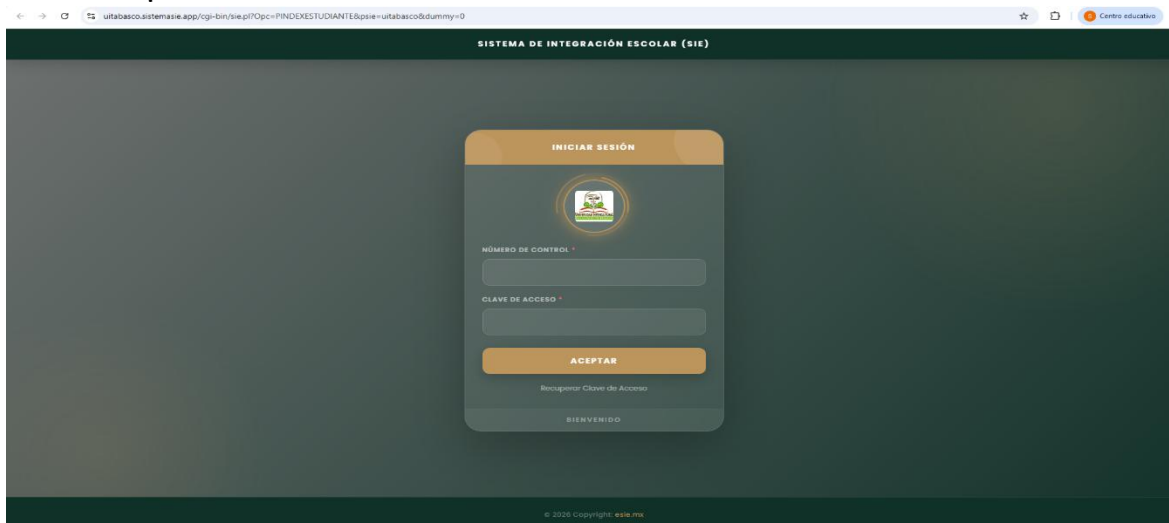 uitabasco.sistemasie.app/cgi-bin/sie.pl?Opc=PINDEXESTUDIANTE&psie=uitabasco&dummy=0
S
Centro educativo
SISTEMA DE INTEGRACIÓN ESCOLAR (SIE)
INICIAR SESIÓN
NÚMERO DE CONTROL *
CLAVE DE ACCESO *
ACEPTAR
Recuperar Clave de Acceso
BIENVENIDO
© 2026 Copyright: esie.mx